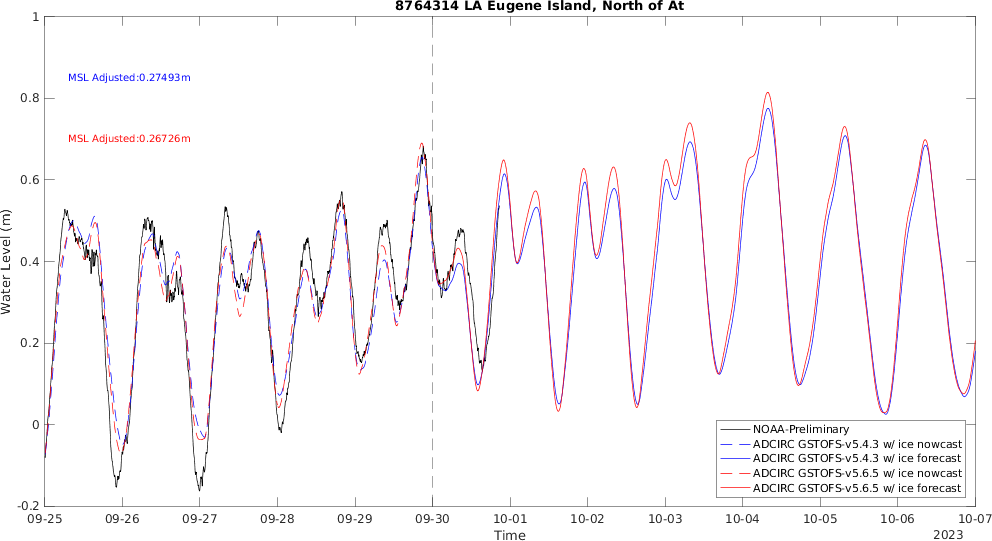 8764314 LA Eugene Island, North of At
MSL Adjusted:0.27493m
MSL Adjusted:0.26726m
Water Level (m)
1
0.8
0.6
0.4
0.2
0
-0.2
09-25 09-26 09-27 09-28 09-29 09-30 10-01 10-02 10-03 10-04 10-05 10-06 10-07
Time
2023
NOAA-Preliminary
ADCIRC GSTOFS-v5.4.3 w/ ice nowcast
ADCIRC GSTOFS-v5.4.3 w/ ice forecast
ADCIRC GSTOFS-v5.6.5 w/ ice nowcast
ADCIRC GSTOFS-v5.6.5 w/ ice forecast